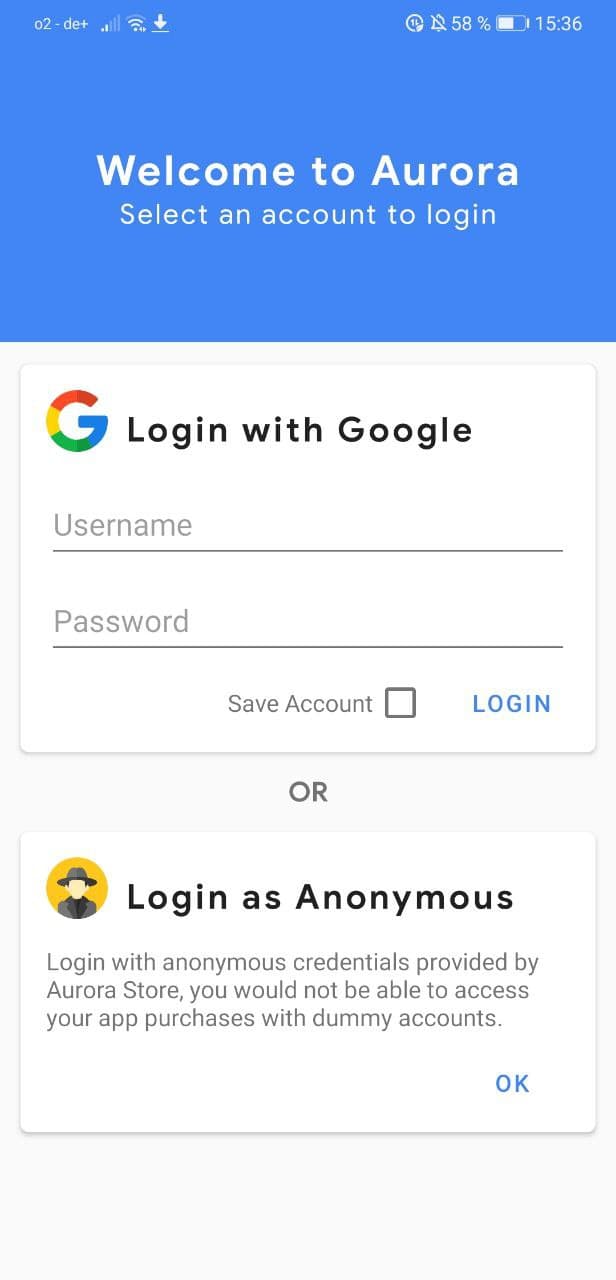 o2 - de+ 58 % 15:36
Welcome to Aurora
Select an account to login
Login with Google
Username
Password
Save Account LOGIN
OR
Login as Anonymous
Login with anonymous credentials provided by
Aurora Store, you would not be able to access
your app purchases with dummy accounts.
OK